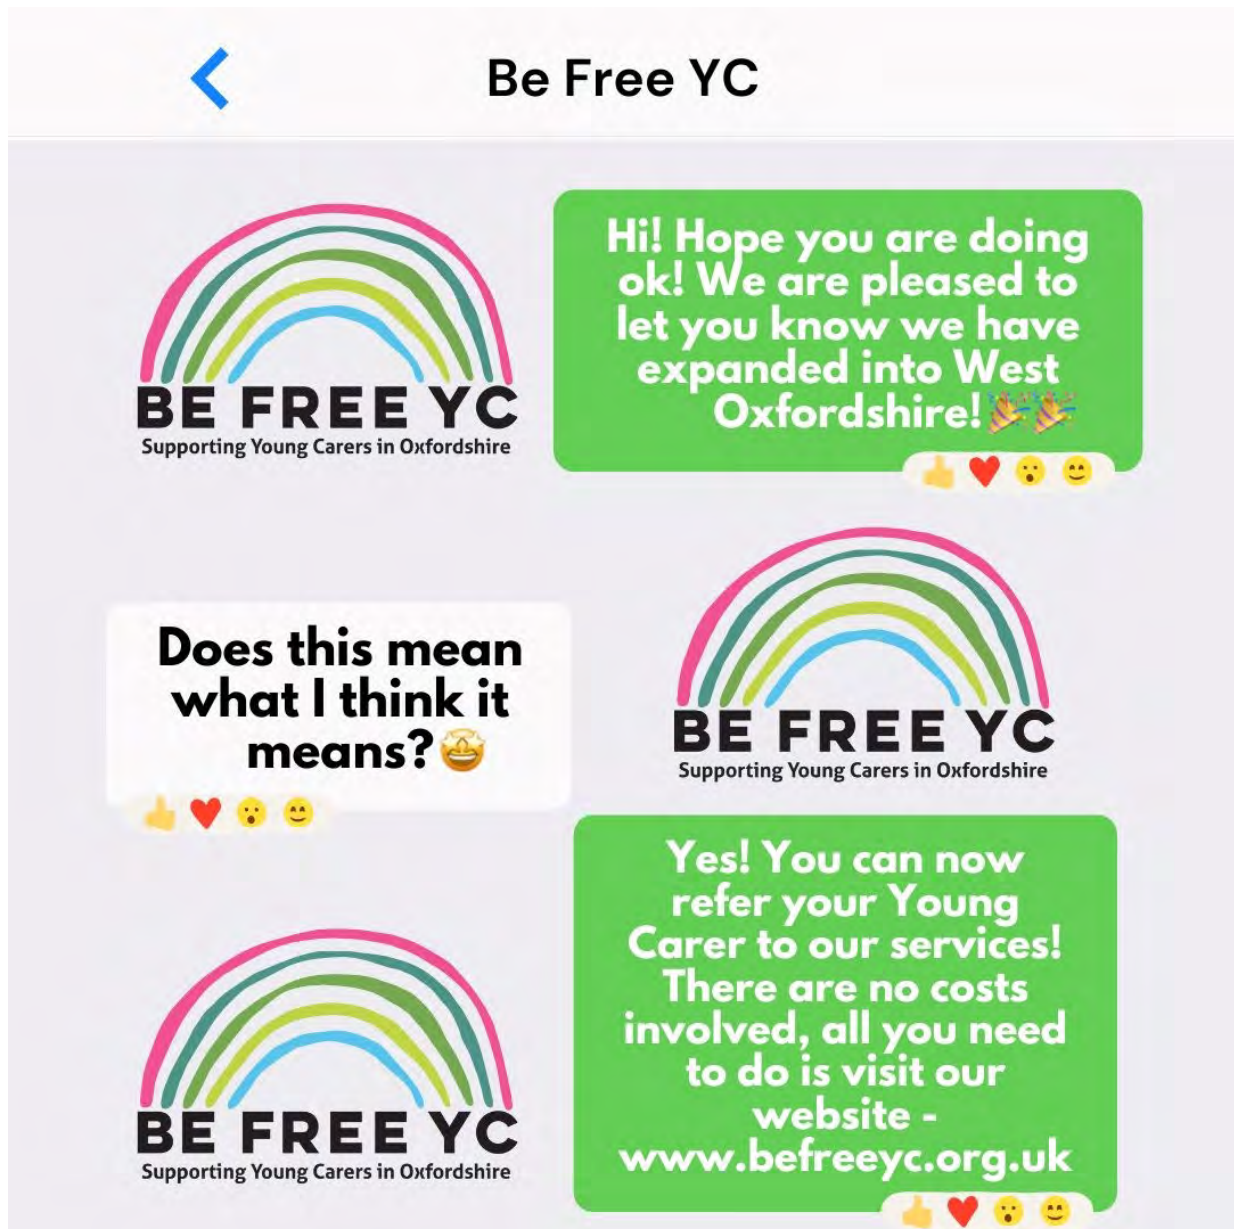 Be Free YC
BE FREE YC
Supporting Young Carers in Oxfordshire
Hi! Hope you are doing
ok! We are pleased to
let you know we have
expanded into West
Oxfordshire!🎉🎉
Does this mean
what I think it
means?🤩
BE FREE YC
Supporting Young Carers in Oxfordshire
Yes! You can now
refer your Young
Carer to our services!
There are no costs
involved, all you need
to do is visit our
website -
www.befreeyc.org.uk
BE FREE YC
Supporting Young Carers in Oxfordshire